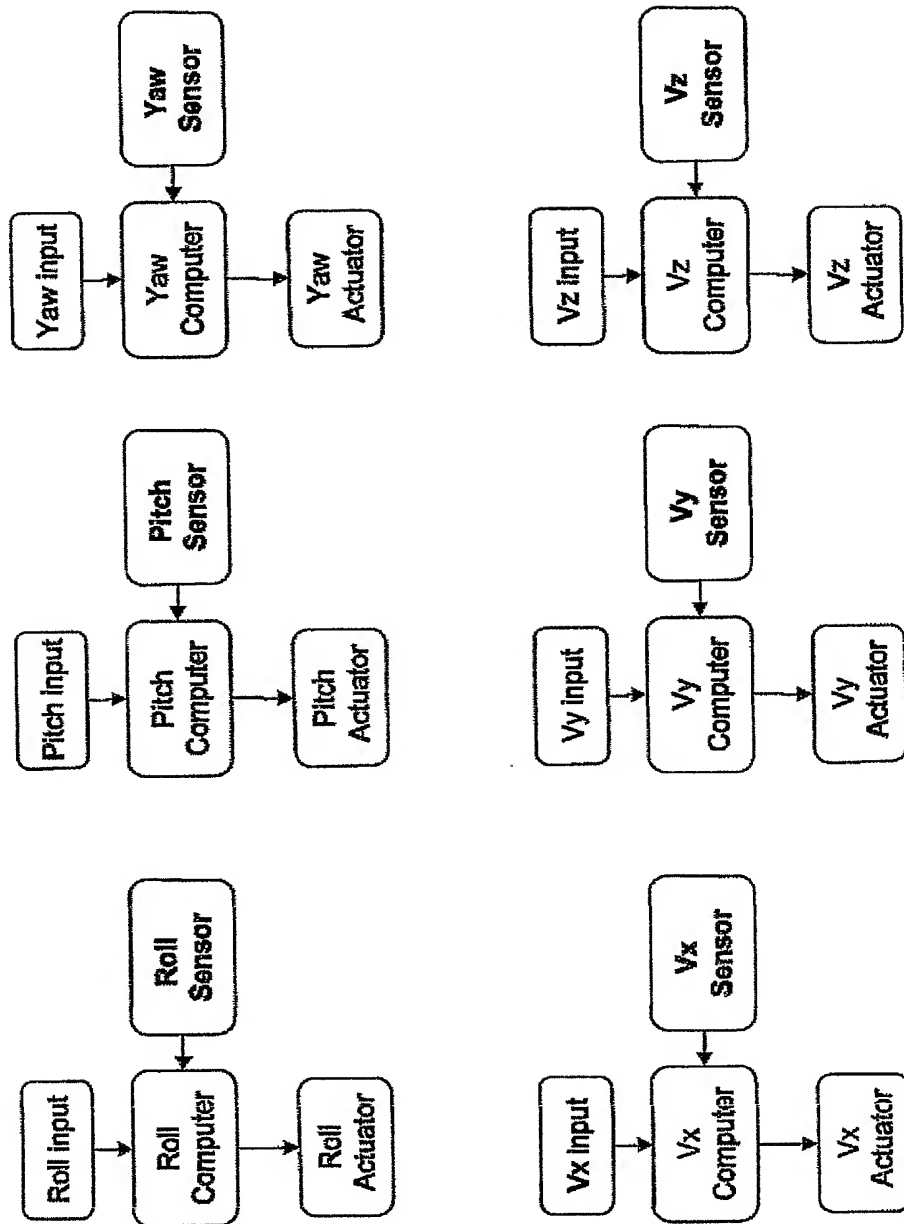 Roll input
Roll
Computer
Roll
Sensor
Roll
Actuator
Pitch Input
Pitch
Computer
Pitch
Sensor
Pitch
Actuator
Yaw input
Yaw
Computer
Yaw
Sensor
Yaw
Actuator
Vx input
Vx
Computer
Vx
Sensor
Vx
Actuator
Vy input
Vy
Computer
Vy
Sensor
Vy
Actuator
Vz input
Vz
Computer
Vz
Sensor
Vz
Actuator